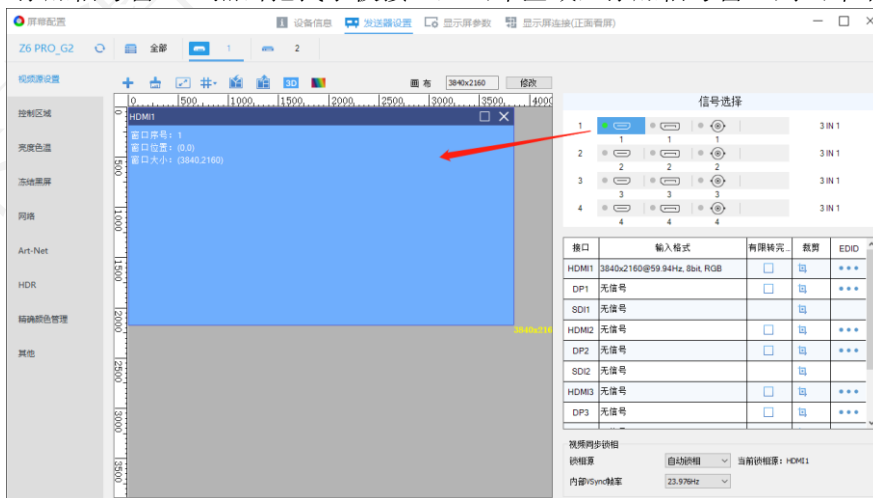 屏幕配置 设备信息 发送器设置 显示屏参数 显示屏连接(正面看屏)
Z6 PRO_G2 全部 1 2
视频源设置
控制区域
亮度色温
冻结黑屏
网络
Art-Net
HDR
精确颜色管理
其他
3D 画布 3840x2160 修改
0 500 1000 1500 2000 2500 3000 3500 4000
0
500
1000
1500
2000
2500
3000
3500
HDMI1
窗口序号：1
窗口位置：(0,0)
窗口大小：(3840,2160)
3840x216
信号选择
1 3 IN 1
1 1 1
2 3 IN 1
2 2 2
3 3 IN 1
3 3 3
4 3 IN 1
4 4 4
接口 输入格式 有限转完... 裁剪 EDID
HDMI1 3840x2160@59.94Hz, 8bit, RGB
DP1 无信号
SDI1 无信号
HDMI2 无信号
DP2 无信号
SDI2 无信号
HDMI3 无信号
DP3 无信号
视频同步锁相
锁相源 自动锁相 当前锁相源：HDMI1
内部VSync帧率 23.976Hz